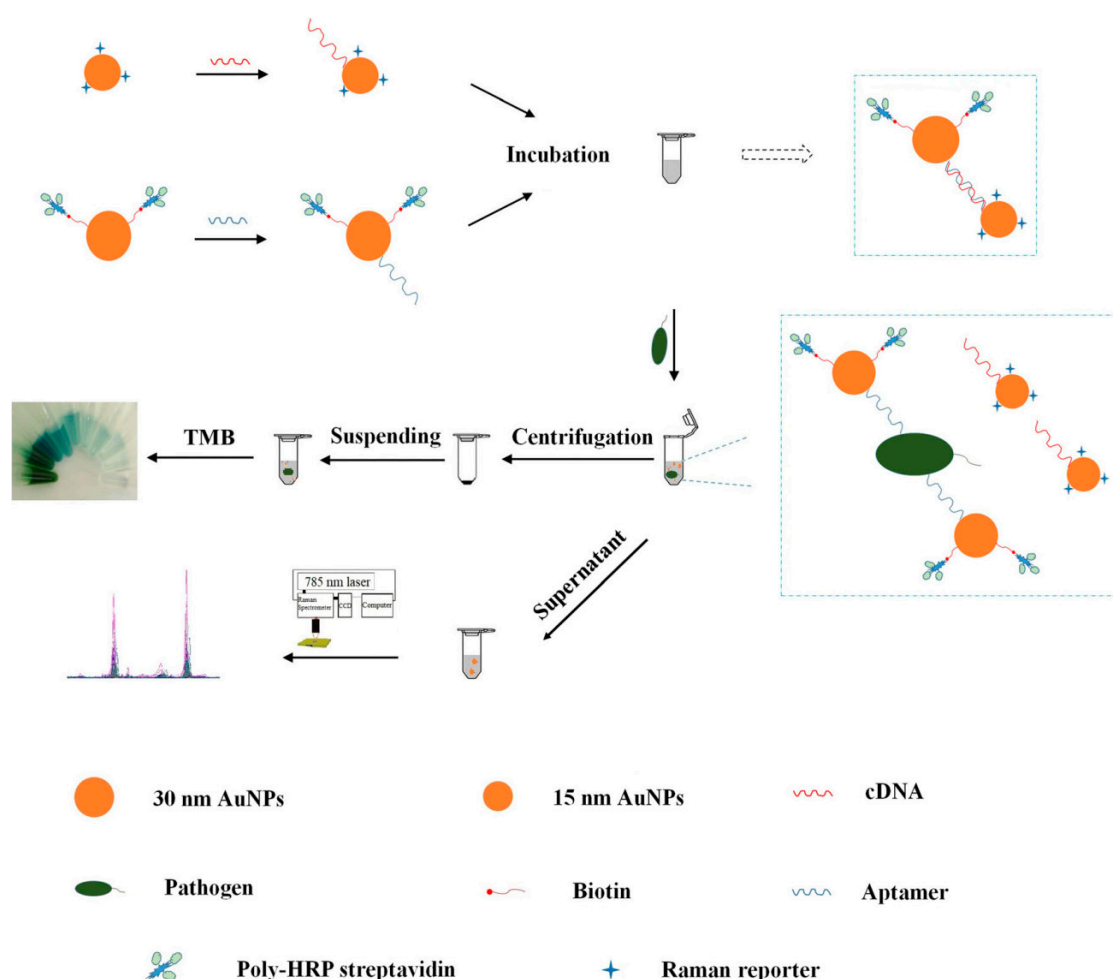 Incubation
TMB
Suspending
Centrifugation
Supernatant
785 nm laser
Raman
Spectrometer
CCD
Computer
30 nm AuNPs
15 nm AuNPs
cDNA
Pathogen
Biotin
Aptamer
Poly-HRP streptavidin
Raman reporter